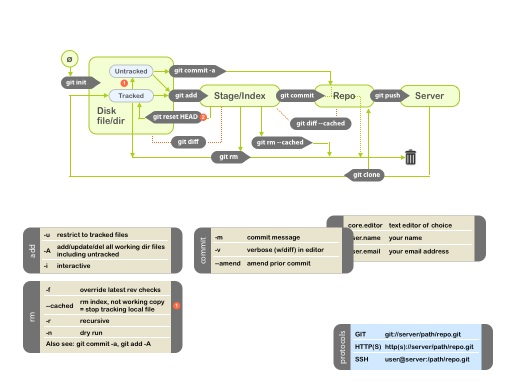 ø
Untracked
git commit -a
git init
1
Tracked
git add
Stage/Index
git commit
Repo
git push
Server
Disk
file/dir
git reset HEAD
2
git diff --cached
git diff
git rm --cached
git rm
git clone
add
-u restrict to tracked files
-A add/update/del all working dir files
including untracked
-i interactive
commit
-m commit message
-v verbose (w/diff) in editor
--amend amend prior commit
core.editor text editor of choice
ser.name your name
ser.email your email address
rm
-f override latest rev checks
--cached rm index, not working copy
= stop tracking local file
-r recursive
-n dry run
Also see: git commit -a, git add -A
protocols
GIT git://server/path/repo.git
HTTP(S) http(s)://server/path/repo.git
SSH user@server:/path/repo.git